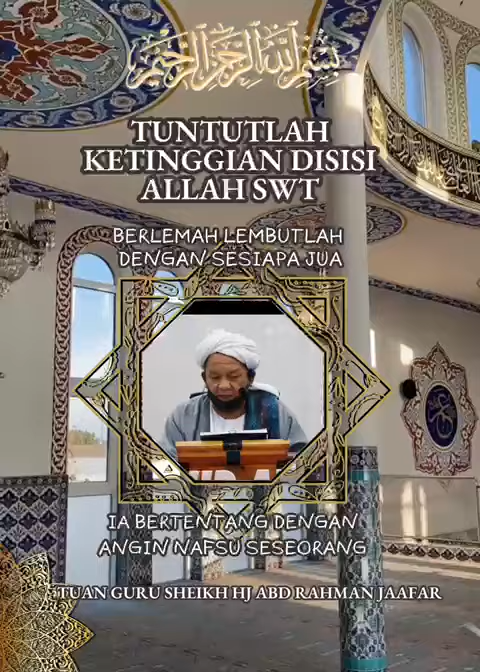 بسم الله الرحمن الرحيم
TUNTUTLAH
KETINGGIAN DISISI
ALLAH SWT
BERLEMAH LEMBUTLAH
DENGAN SESIAPA JUA
IA BERTENTANG DENGAN
ANGIN NAFSU SESEORANG
TUAN GURU SHEIKH HJ ABD RAHMAN JAAFAR